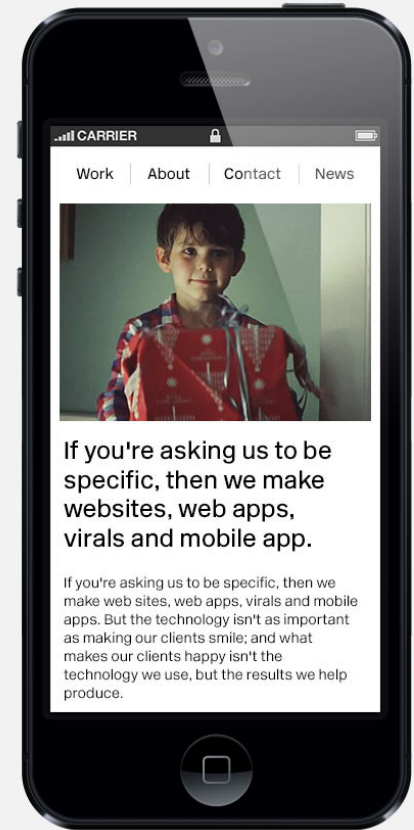 CARRIER
Work About Contact News
If you're asking us to be
specific, then we make
websites, web apps,
virals and mobile app.
If you're asking us to be specific, then we
make web sites, web apps, virals and mobile
apps. But the technology isn't as important
as making our clients smile; and what
makes our clients happy isn't the
technology we use, but the results we help
produce.